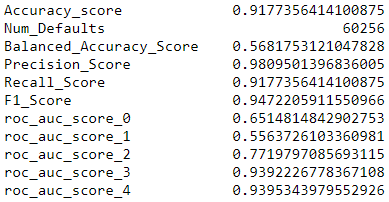 Accuracy_score 0.9177356414100875
Num_Defaults 60256
Balanced_Accuracy_Score 0.5681753121047828
Precision_Score 0.9809501396836005
Recall_Score 0.9177356414100875
F1_Score 0.9472205911550966
roc_auc_score_0 0.6514814842902753
roc_auc_score_1 0.5563726103360981
roc_auc_score_2 0.7719797085693115
roc_auc_score_3 0.9392226778367108
roc_auc_score_4 0.9395343979552926